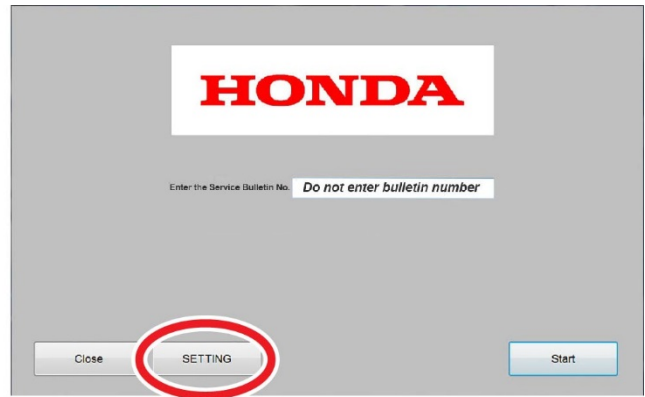 HONDA
Enter the Service Bulletin No. Do not enter bulletin number
Close SETTING Start